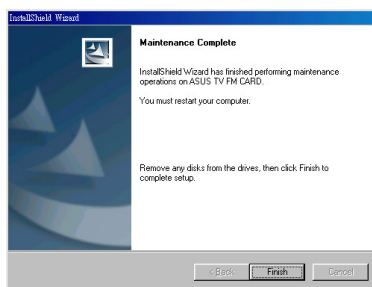 InstallShield Wizard
Maintenance Complete
InstallShield Wizard has finished performing maintenance
operations on ASUS TV FM CARD.
You must restart your computer.
Remove any disks from the drives, then click Finish to
complete setup.
< Back Finish Cancel